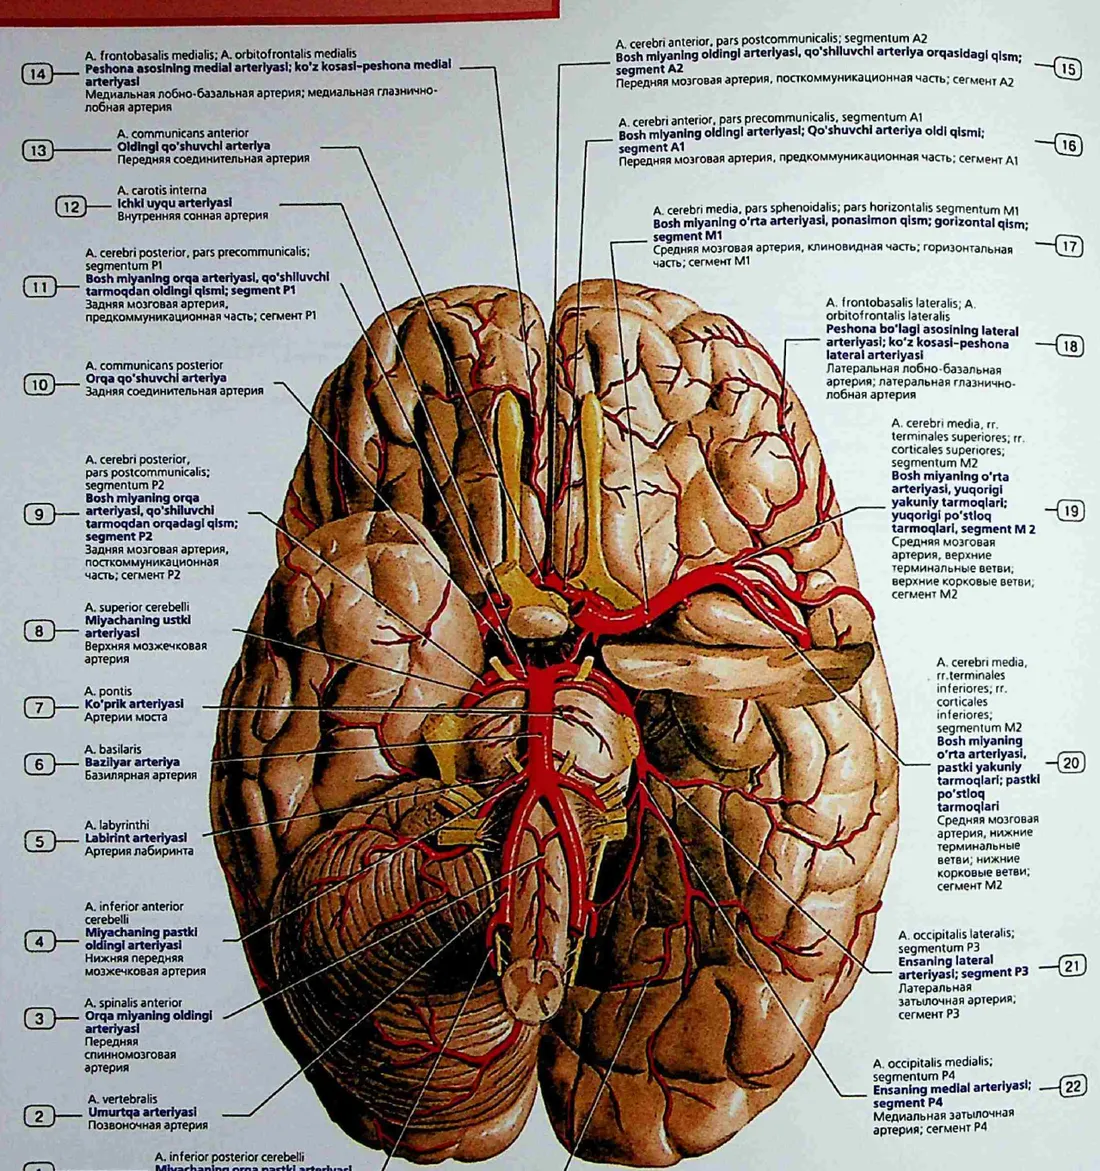 14
A. frontobasalis medialis; A. orbitofrontalis medialis
Peshona asosining medial arteriyasi; ko'z kosasi–peshona medial
arteriyasi
Медиальная лобно-базальная артерия; медиальная глазнично-
лобная артерия
13
A. communicans anterior
Oldingi qo'shuvchi arteriya
Передняя соединительная артерия
12
A. carotis interna
Ichki uyqu arteriyasi
Внутренняя сонная артерия
11
A. cerebri posterior, pars precommunicalis;
segmentum P1
Bosh miyaning orqa arteriyasi, qo'shiluvchi
tarmoqdan oldingi qismi; segment P1
Задняя мозговая артерия,
предкоммуникационная часть; сегмент P1
10
A. communicans posterior
Orqa qo'shuvchi arteriya
Задняя соединительная артерия
9
A. cerebri posterior,
pars postcommunicalis;
segmentum P2
Bosh miyaning orqa
arteriyasi, qo'shiluvchi
tarmoqdan orqadagi qism;
segment P2
Задняя мозговая артерия,
посткоммуникационная
часть; сегмент P2
8
A. superior cerebelli
Miyachaning ustki
arteriyasi
Верхняя мозжечковая
артерия
7
A. pontis
Ko'prik arteriyasi
Артерии моста
6
A. basilaris
Bazilyar arteriya
Базилярная артерия
5
A. labyrinthi
Labirint arteriyasi
Артерия лабиринта
4
A. inferior anterior
cerebelli
Miyachaning pastki
oldingi arteriyasi
Нижняя передняя
мозжечковая артерия
3
A. spinalis anterior
Orqa miyaning oldingi
arteriyasi
Передняя
спинномозговая
артерия
2
A. vertebralis
Umurtqa arteriyasi
Позвоночная артерия
A. inferior posterior cerebelli
Miyachaning orqa pastki arteriyasi
15
A. cerebri anterior, pars postcommunicalis; segmentum A2
Bosh miyaning oldingi arteriyasi, qo'shiluvchi arteriya orqasidagi qism;
segment A2
Передняя мозговая артерия, посткоммуникационная часть; сегмент A2
16
A. cerebri anterior, pars precommunicalis, segmentum A1
Bosh miyaning oldingi arteriyasi; Qo'shuvchi arteriya oldi qismi;
segment A1
Передняя мозговая артерия, предкоммуникационная часть; сегмент A1
17
A. cerebri media, pars sphenoidalis; pars horizontalis segmentum M1
Bosh miyaning o'rta arteriyasi, ponasimon qism; gorizontal qism;
segment M1
Средняя мозговая артерия, клиновидная часть; горизонтальная
часть; сегмент M1
18
A. frontobasalis lateralis; A.
orbitofrontalis lateralis
Peshona bo'lagi asosining lateral
arteriyasi; ko'z kosasi–peshona
lateral arteriyasi
Латеральная лобно-базальная
артерия; латеральная глазнично-
лобная артерия
19
A. cerebri media, rr.
terminales superiores; rr.
corticales superiores;
segmentum M2
Bosh miyaning o'rta
arteriyasi, yuqorigi
yakuniy tarmoqlari;
yuqorigi po'stloq
tarmoqlari, segment M 2
Средняя мозговая
артерия, верхние
терминальные ветви;
верхние корковые ветви;
сегмент M2
20
A. cerebri media,
rr.terminales
inferiores; rr.
corticales
inferiores;
segmentum M2
Bosh miyaning
o'rta arteriyasi,
pastki yakuniy
tarmoqlari; pastki
po'stloq
tarmoqlari
Средняя мозговая
артерия, нижние
терминальные
ветви; нижние
корковые ветви;
сегмент M2
21
A. occipitalis lateralis;
segmentum P3
Ensaning lateral
arteriyasi; segment P3
Латеральная
затылочная артерия;
сегмент P3
22
A. occipitalis medialis;
segmentum P4
Ensaning medial arteriyasi;
segment P4
Медиальная затылочная
артерия; сегмент P4